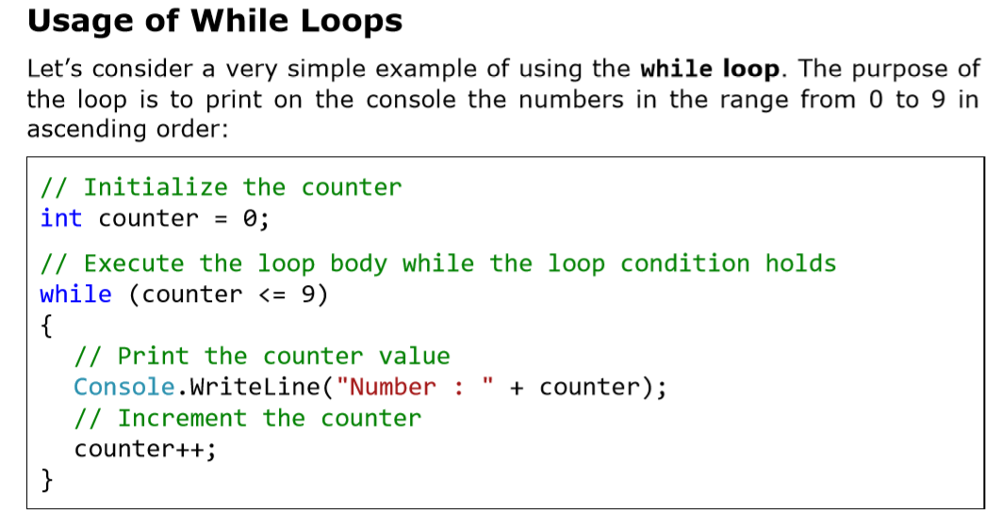 Usage of While Loops
Let’s consider a very simple example of using the while loop. The purpose of
the loop is to print on the console the numbers in the range from 0 to 9 in
ascending order:
// Initialize the counter
int counter = 0;
// Execute the loop body while the loop condition holds
while (counter <= 9)
{
// Print the counter value
Console.WriteLine("Number : " + counter);
// Increment the counter
counter++;
}